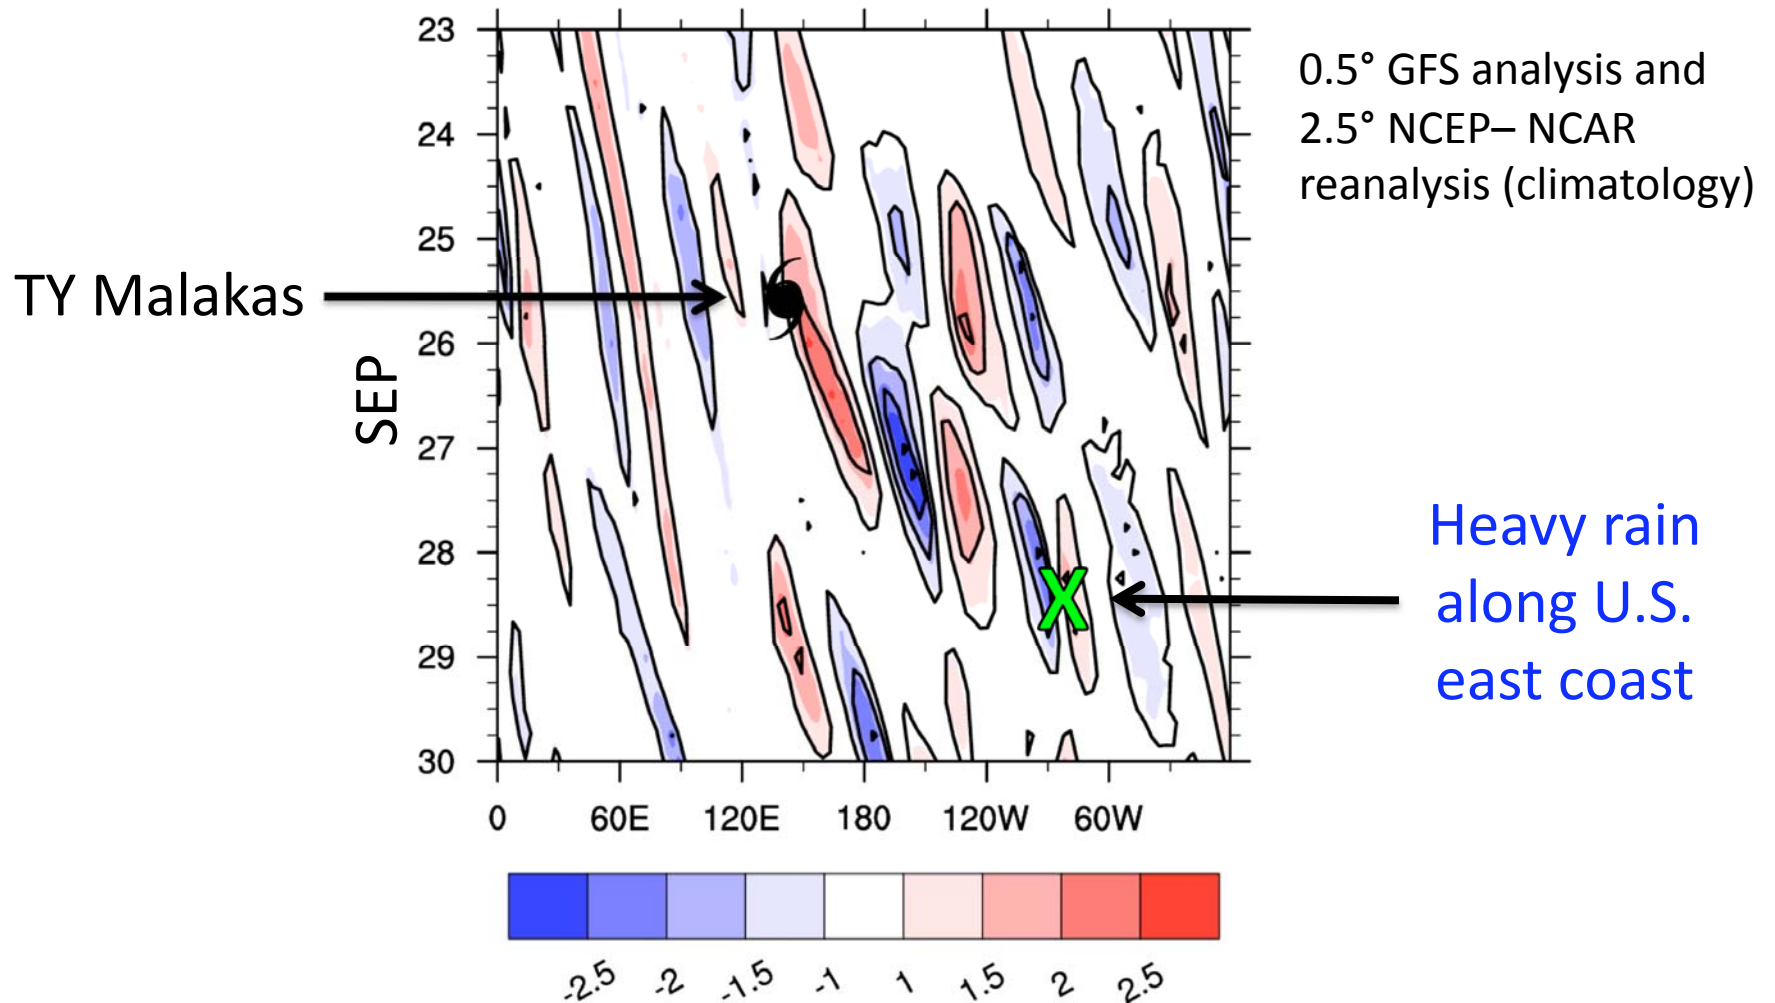 0.5° GFS analysis and
2.5° NCEP– NCAR
reanalysis (climatology)
TY Malakas
SEP
23
24
25
26
27
28
29
30
X
Heavy rain
along U.S.
east coast
0 60E 120E 180 120W 60W
-2.5 -2 -1.5 -1 1 1.5 2 2.5